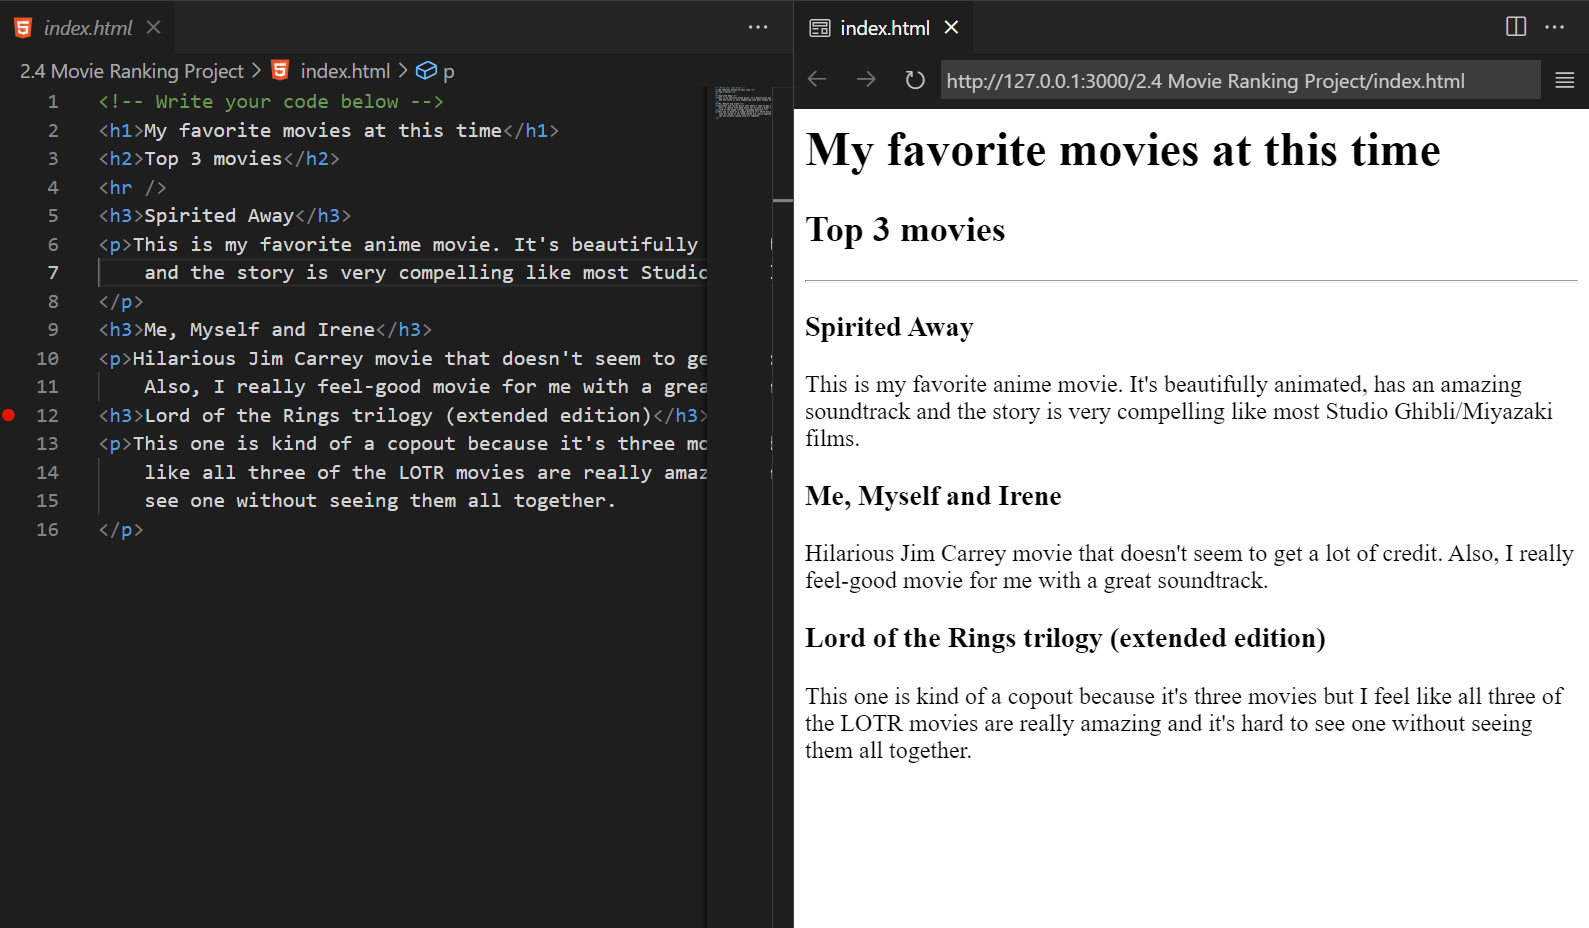 index.html
2.4 Movie Ranking Project index.html p
1 <!-- Write your code below -->
2 <h1>My favorite movies at this time</h1>
3 <h2>Top 3 movies</h2>
4 <hr />
5 <h3>Spirited Away</h3>
6 <p>This is my favorite anime movie. It's beautifully
7 and the story is very compelling like most Studio
8 </p>
9 <h3>Me, Myself and Irene</h3>
10 <p>Hilarious Jim Carrey movie that doesn't seem to ge
11 Also, I really feel-good movie for me with a grea
12 <h3>Lord of the Rings trilogy (extended edition)</h3>
13 <p>This one is kind of a copout because it's three mo
14 like all three of the LOTR movies are really amaz
15 see one without seeing them all together.
16 </p>
index.html
http://127.0.0.1:3000/2.4 Movie Ranking Project/index.html
My favorite movies at this time
Top 3 movies
Spirited Away
This is my favorite anime movie. It's beautifully animated, has an amazing
soundtrack and the story is very compelling like most Studio Ghibli/Miyazaki
films.
Me, Myself and Irene
Hilarious Jim Carrey movie that doesn't seem to get a lot of credit. Also, I really
feel-good movie for me with a great soundtrack.
Lord of the Rings trilogy (extended edition)
This one is kind of a copout because it's three movies but I feel like all three of
the LOTR movies are really amazing and it's hard to see one without seeing
them all together.